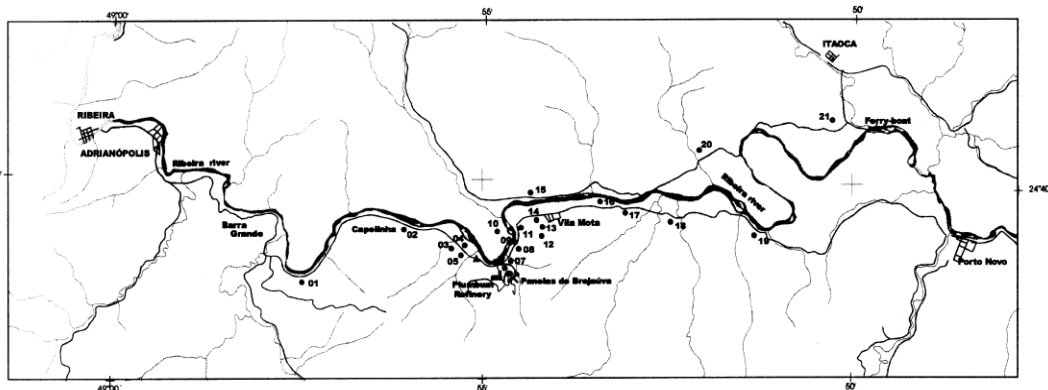 49°00'
55
50
ITAOCA
RIBEIRA
21
Ferry-boat
ADRIANÓPOLIS
Ribeira river
20
24°40
15
Ribeira river
16
14
17
10
Vila Mota
Barra
Grande
Capelinha
02
11
13
18
04
09
12
19
03
08
05
07
Porto Novo
Plumbum
Refinery
Panelas do Brejaúva
01
49°00'
55
50